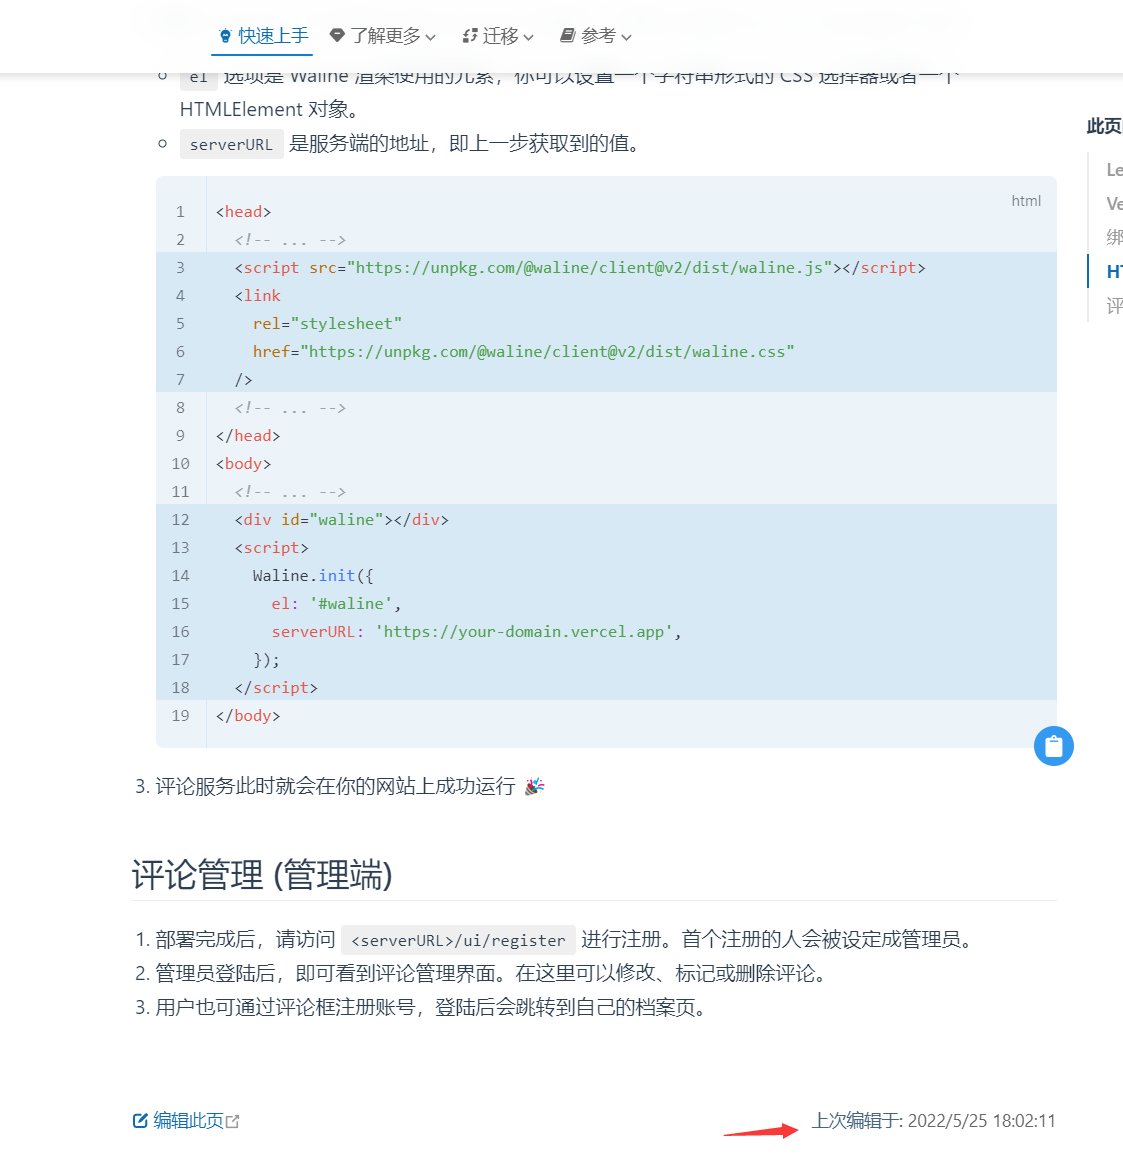 快速上手 了解更多 迁移 参考
el 选项是 Waline 渲染使用的元素，你可以设置一个字符串形式的 CSS 选择器或者一个
HTMLElement 对象。
serverURL 是服务端的地址，即上一步获取到的值。
此页
Le
Ve
绑
HT
评
html
1 <head>
2 <!-- ... -->
3 <script src="https://unpkg.com/@waline/client@v2/dist/waline.js"></script>
4 <link
5 rel="stylesheet"
6 href="https://unpkg.com/@waline/client@v2/dist/waline.css"
7 />
8 <!-- ... -->
9 </head>
10 <body>
11 <!-- ... -->
12 <div id="waline"></div>
13 <script>
14 Waline.init({
15 el: '#waline',
16 serverURL: 'https://your-domain.vercel.app',
17 });
18 </script>
19 </body>
3. 评论服务此时就会在你的网站上成功运行 🎉
评论管理 (管理端)
1. 部署完成后，请访问 <serverURL>/ui/register 进行注册。首个注册的人会被设定成管理员。
2. 管理员登陆后，即可看到评论管理界面。在这里可以修改、标记或删除评论。
3. 用户也可通过评论框注册账号，登陆后会跳转到自己的档案页。
编辑此页 上次编辑于: 2022/5/25 18:02:11